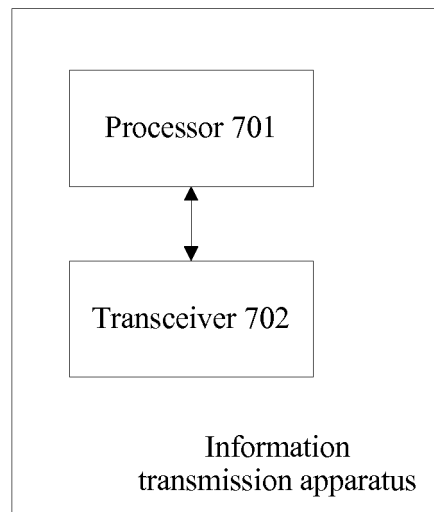 Processor 701
Transceiver 702
Information
transmission apparatus